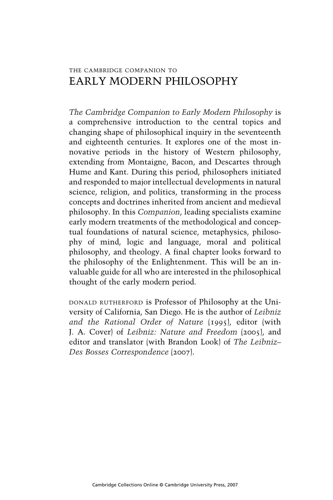 THE CAMBRIDGE COMPANION TO
EARLY MODERN PHILOSOPHY
The Cambridge Companion to Early Modern Philosophy is
a comprehensive introduction to the central topics and
changing shape of philosophical inquiry in the seventeenth
and eighteenth centuries. It explores one of the most in-
novative periods in the history of Western philosophy,
extending from Montaigne, Bacon, and Descartes through
Hume and Kant. During this period, philosophers initiated
and responded to major intellectual developments in natural
science, religion, and politics, transforming in the process
concepts and doctrines inherited from ancient and medieval
philosophy. In this Companion, leading specialists examine
early modern treatments of the methodological and concep-
tual foundations of natural science, metaphysics, philoso-
phy of mind, logic and language, moral and political
philosophy, and theology. A final chapter looks forward to
the philosophy of the Enlightenment. This will be an in-
valuable guide for all who are interested in the philosophical
thought of the early modern period.
DONALD RUTHERFORD is Professor of Philosophy at the Uni-
versity of California, San Diego. He is the author of Leibniz
and the Rational Order of Nature (1995), editor (with
J. A. Cover) of Leibniz: Nature and Freedom (2005), and
editor and translator (with Brandon Look) of The Leibniz–
Des Bosses Correspondence (2007).
Cambridge Collections Online © Cambridge University Press, 2007